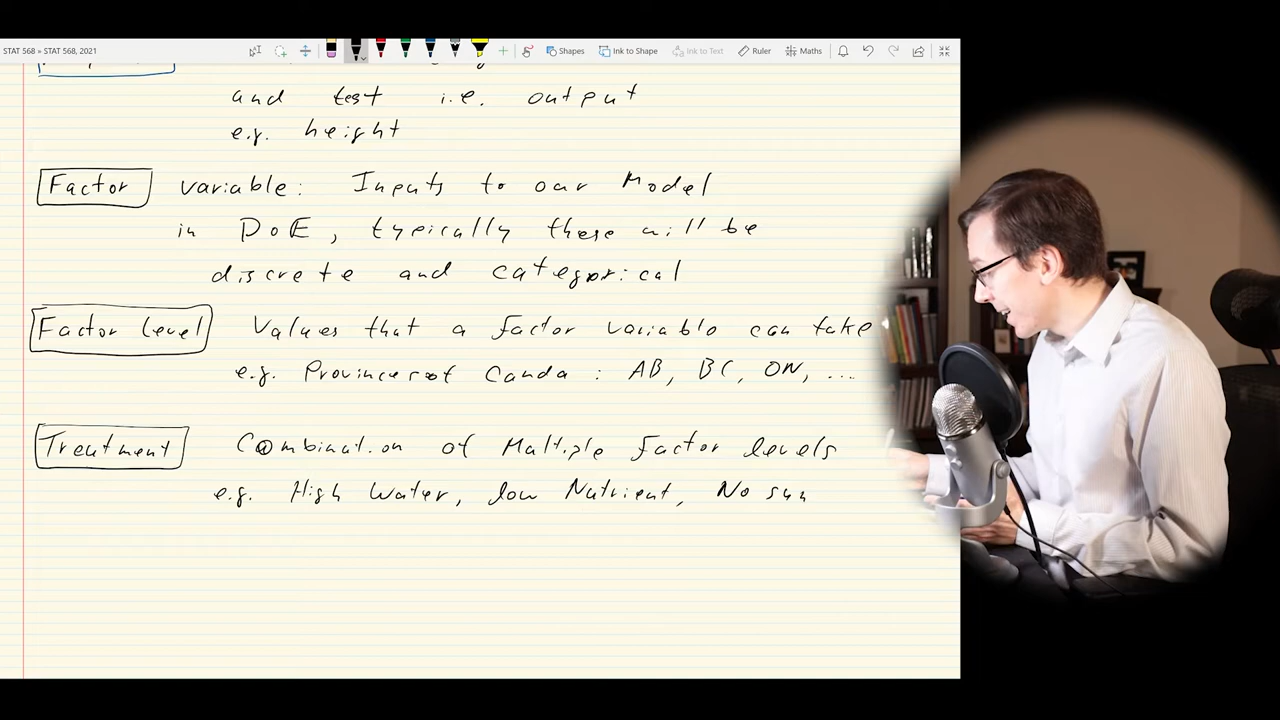 STAT 568 » STAT 568, 2021
Shapes
Ink to Shape
Ink to Text
Ruler
Maths
and test i.e. output
e.g. height
Factor variable: Inputs to our Model
in DoE, typically these will be
discrete and categorical
Factor Level Values that a factor variable can take
e.g. Provinces of Canda : AB, BC, ON, ...
Treatment Combination of Multiple Factor levels
e.g. High Water, low Nutrient, No sun